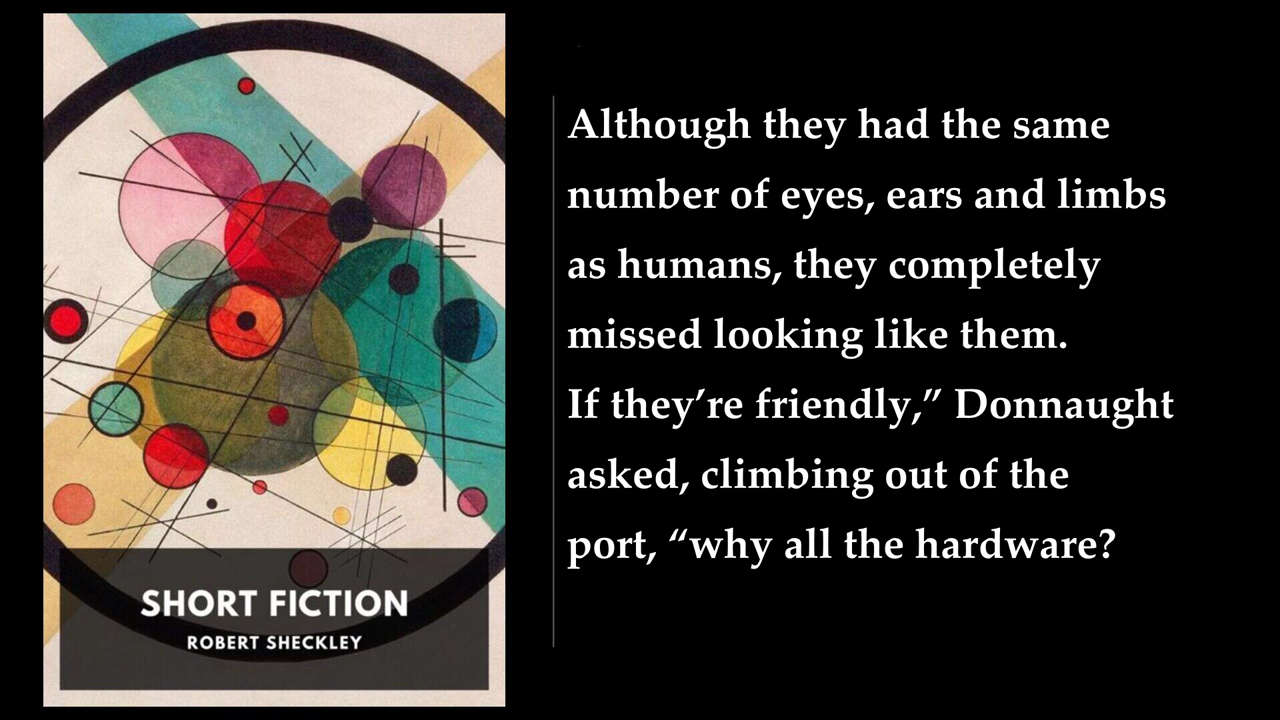 SHORT FICTION
ROBERT SHECKLEY
Although they had the same
number of eyes, ears and limbs
as humans, they completely
missed looking like them.
If they’re friendly,” Donnaught
asked, climbing out of the
port, “why all the hardware?